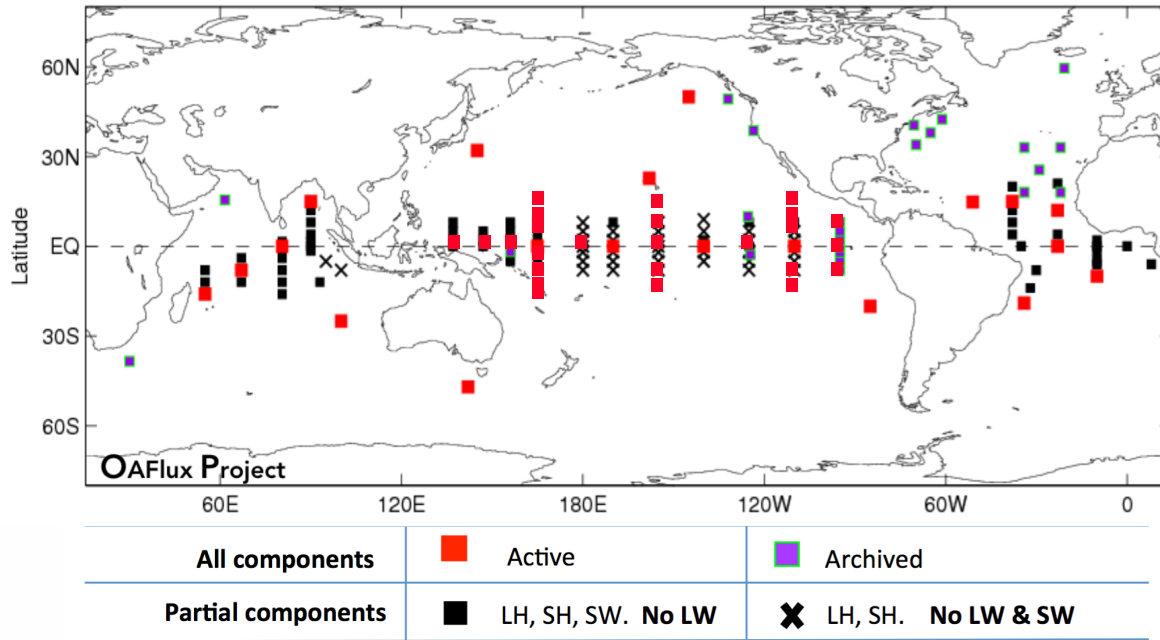 60N
30N
EQ
30S
60S
Latitude
OAFlux Project
60E 120E 180E 120W 60W 0
All components Active Archived
Partial components LH, SH, SW. No LW LH, SH. No LW & SW